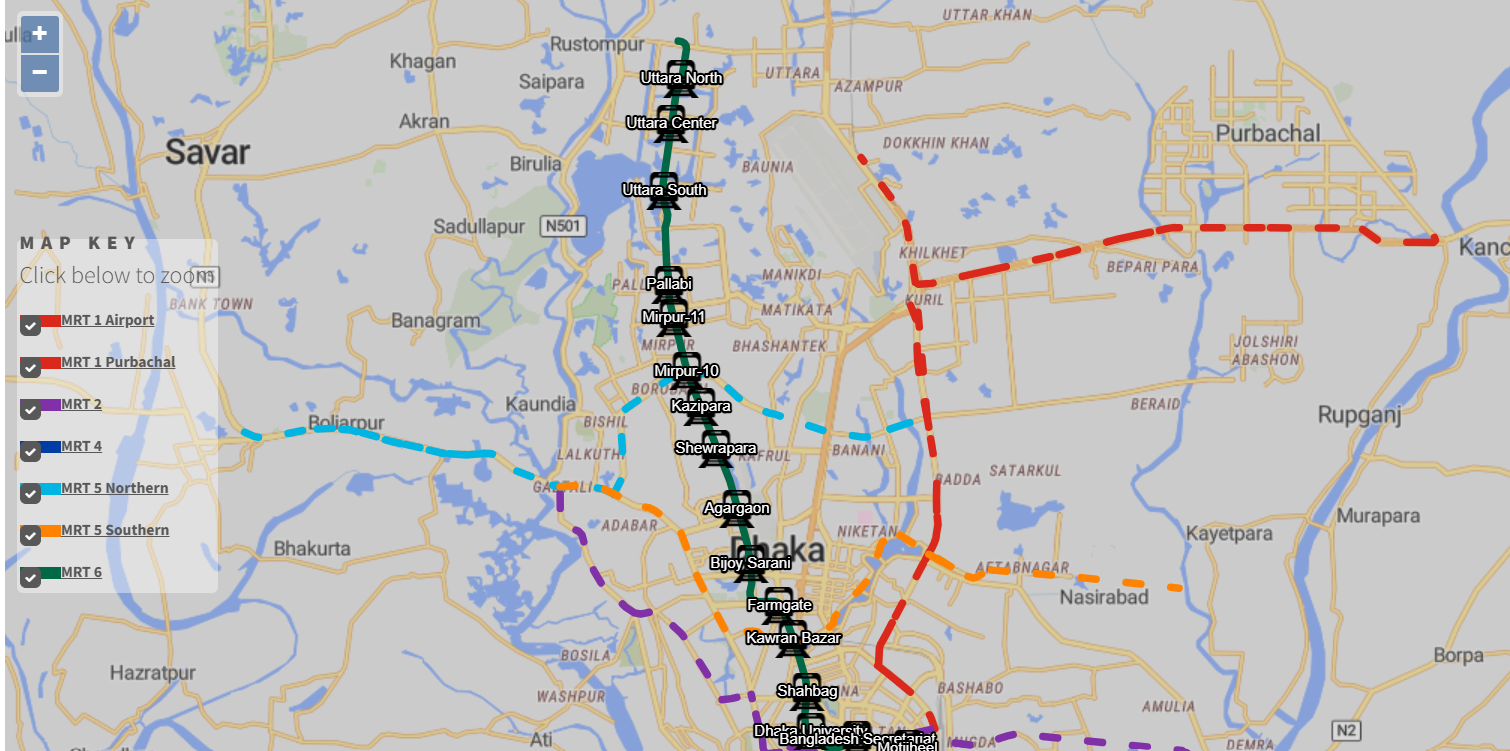 UTTAR KHAN
+
Rustompur
Khagan
UTTARA
Uttara North
Saipara
AZAMPUR
−
Akran
Uttara Center
Purbachal
DOKKHIN KHAN
Savar
Birulia
BAUNIA
Uttara South
Sadullapur
N501
MAP KEY
KHILKHET
BEPARI PARA
Click below to zoom
N5
MANIKDI
Pallabi
BANK TOWN
KURIL
MATIKATA
MRT 1 Airport
Banagram
Mirpur-11
MIRPUR
BHASHANTEK
JOLSHIRI
ABASHON
MRT 1 Purbachal
Mirpur-10
MRT 2
Kaundia
Kazipara
BERAID
Rupganj
Boliarpur
BISHIL
MRT 4
Shewrapara
KAFRUL
BANANI
LALKUTHI
SATARKUL
BADDA
MRT 5 Northern
Agargaon
Murapara
MRT 5 Southern
ADABAR
NIKETAN
Kayetpara
Bhakurta
Dhaka
Bijoy Sarani
AFTABNAGAR
MRT 6
Nasirabad
Farmgate
Kawran Bazar
BOSILA
Borpa
Hazratpur
Shahbag
BASHABO
WASHPUR
AMULIA
Dhaka University
N2
Ati
Bangladesh Secretariat
DEMRA
Motijheel